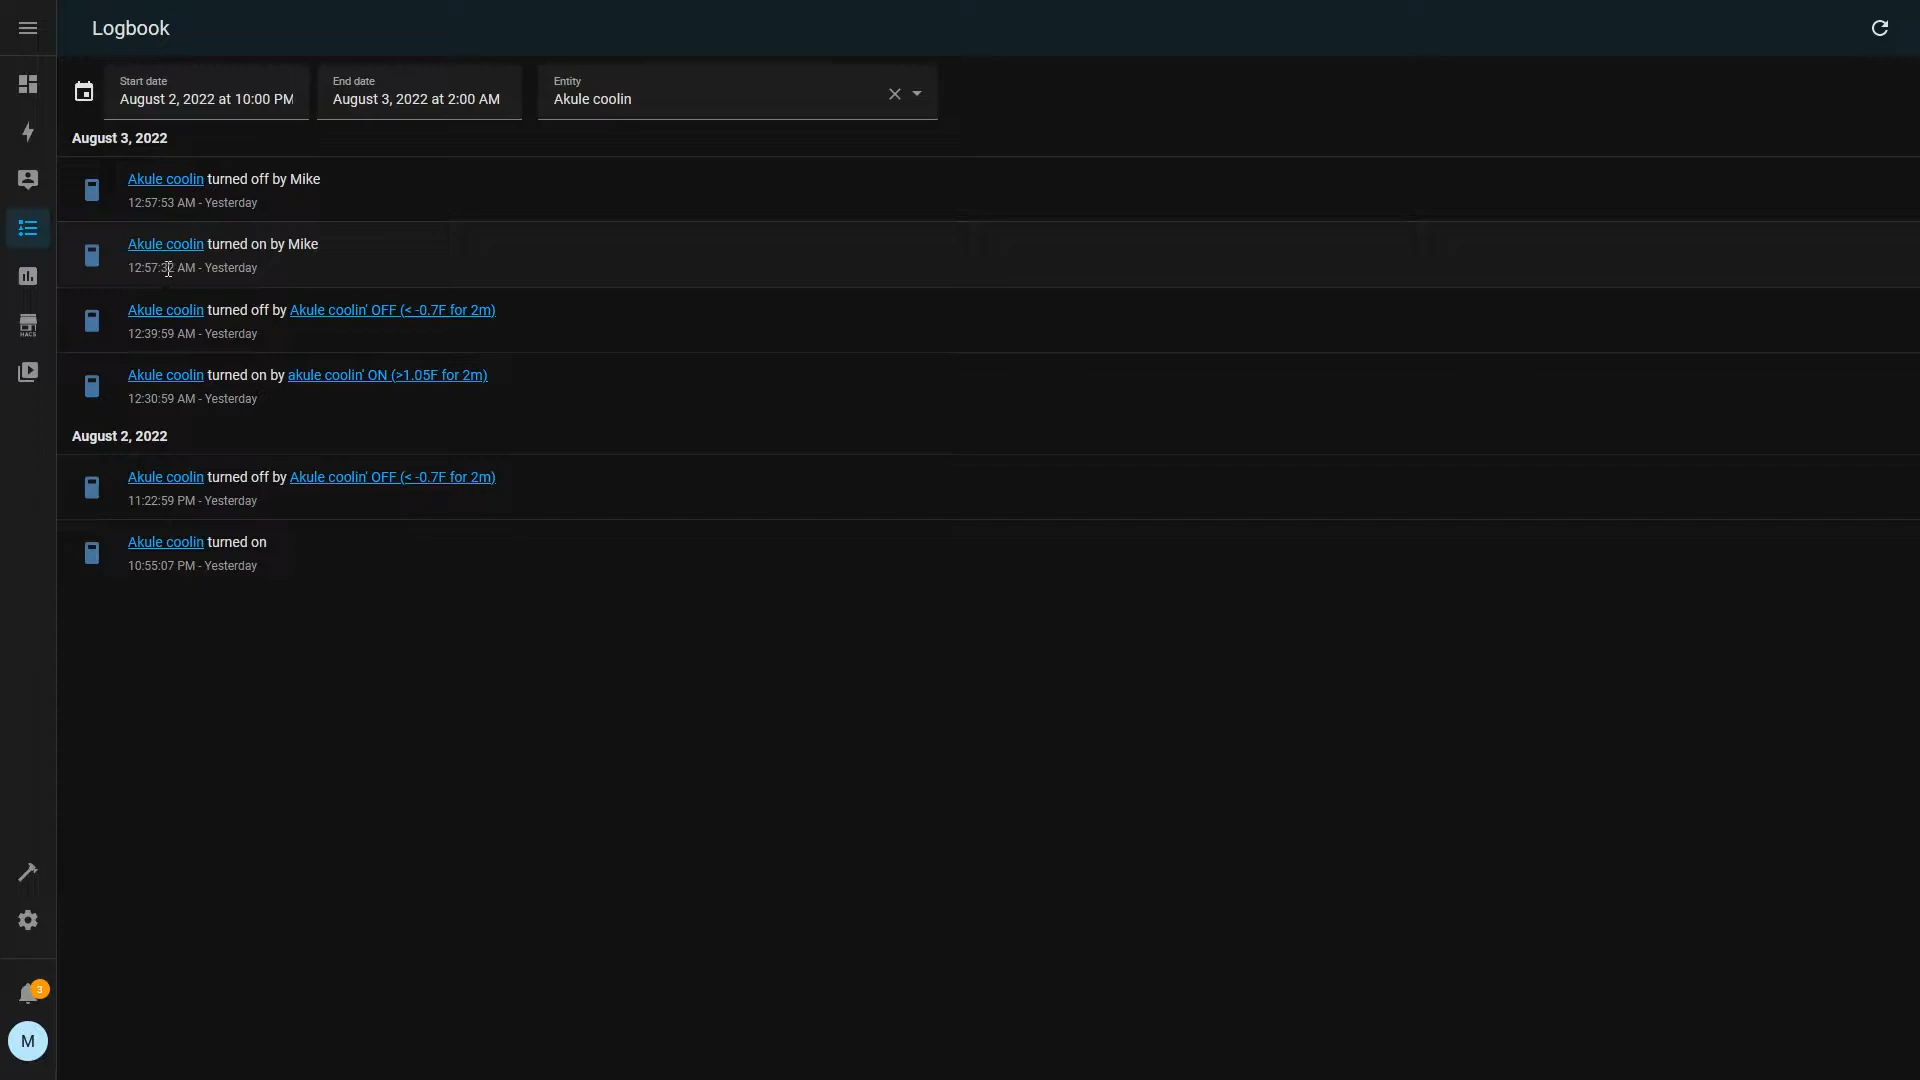 Logbook
Start date
August 2, 2022 at 10:00 PM
End date
August 3, 2022 at 2:00 AM
Entity
Akule coolin
August 3, 2022
Akule coolin turned off by Mike
12:57:53 AM - Yesterday
Akule coolin turned on by Mike
12:57:32 AM - Yesterday
Akule coolin turned off by Akule coolin' OFF (< -0.7F for 2m)
12:39:59 AM - Yesterday
Akule coolin turned on by akule coolin' ON (>1.05F for 2m)
12:30:59 AM - Yesterday
August 2, 2022
Akule coolin turned off by Akule coolin' OFF (< -0.7F for 2m)
11:22:59 PM - Yesterday
Akule coolin turned on
10:55:07 PM - Yesterday
HACS
3
M